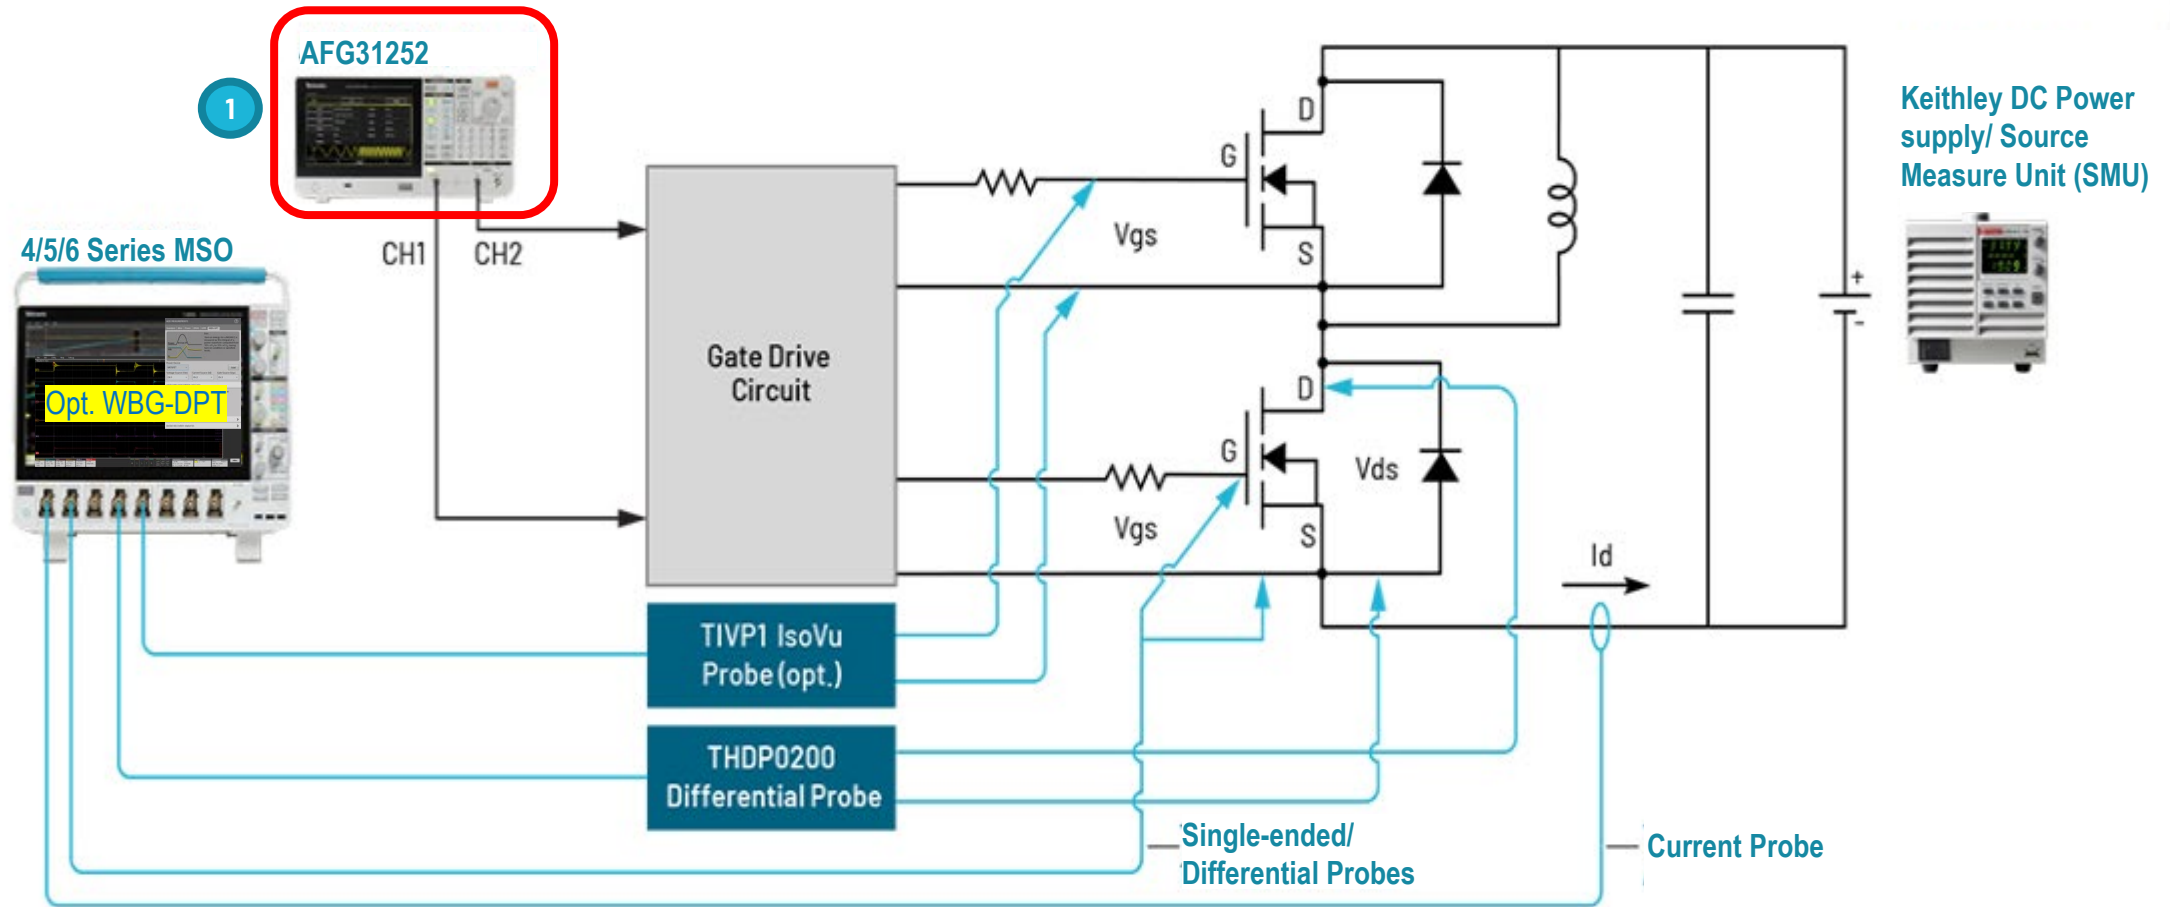 AFG31252
1
4/5/6 Series MSO
Opt. WBG-DPT
CH1
CH2
Gate Drive
Circuit
D
G
S
Vgs
D
G
S
Vgs
Vds
Id
+
-
Keithley DC Power
supply/ Source
Measure Unit (SMU)
TIVP1 IsoVu
Probe (opt.)
THDP0200
Differential Probe
Single-ended/
Differential Probes
Current Probe